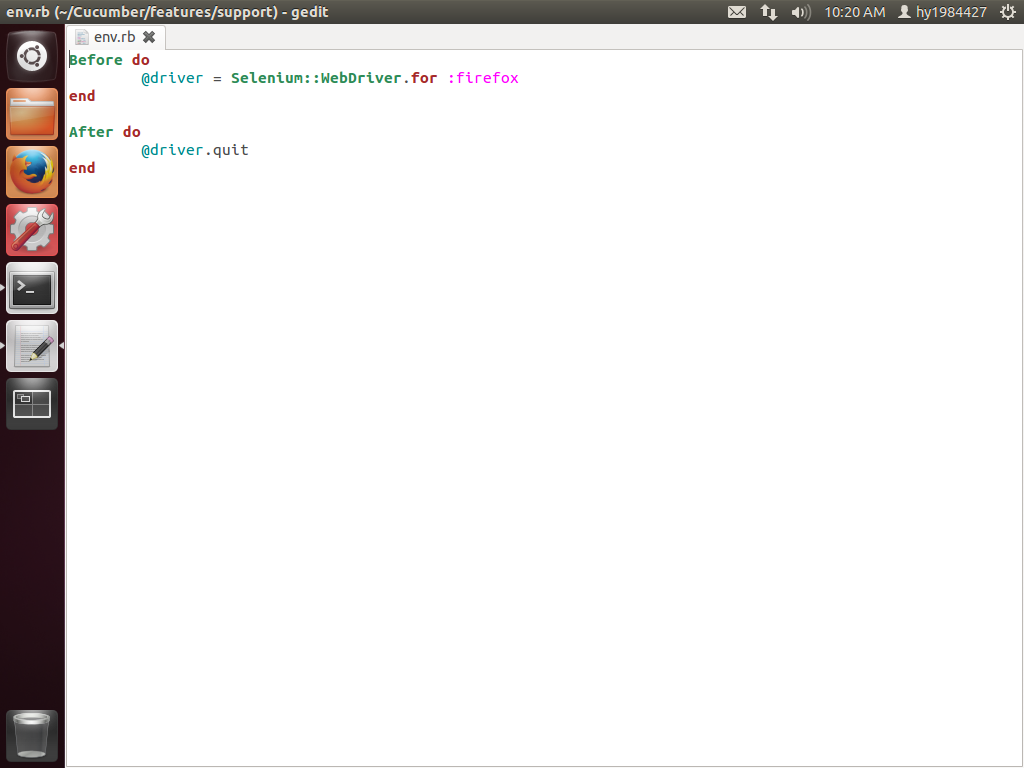 env.rb (~/Cucumber/features/support) - gedit
10:20 AM
hy1984427
env.rb
Before do
        @driver = Selenium::WebDriver.for :firefox
end

After do
        @driver.quit
end